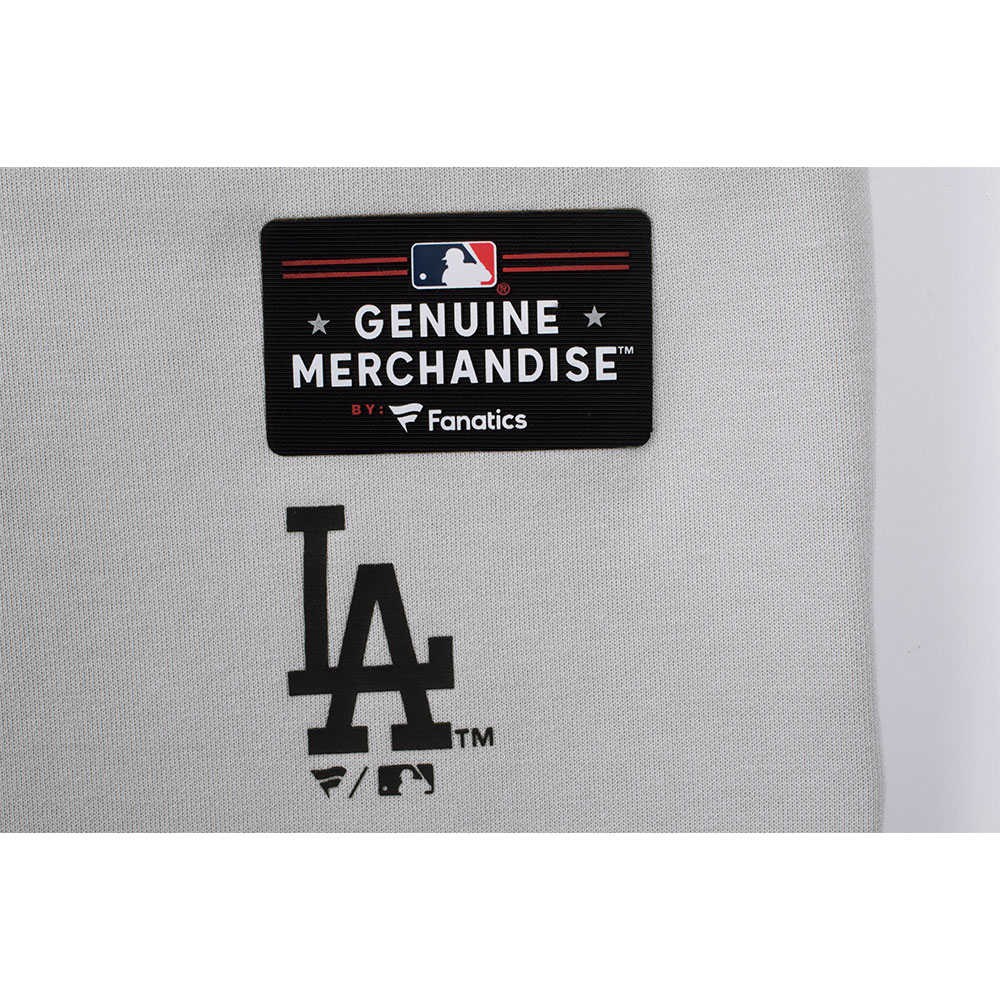 ®
GENUINE
MERCHANDISE™
BY: Fanatics
LA™